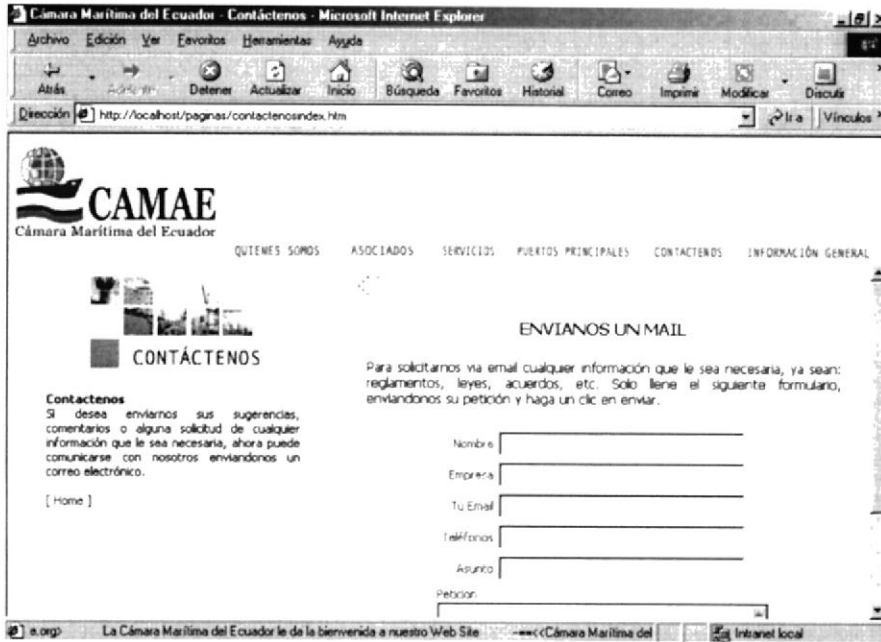 Cámara Marítima del Ecuador - Contáctenos - Microsoft Internet Explorer
Archivo Edición Ver Favoritos Herramientas Ayuda
Atrás Adelante Detener Actualizar Inicio Búsqueda Favoritos Historial Correo Imprimir Modificar Discutir
Dirección http://localhost/paginas/contactenosindex.htm Ir a Vínculos
CAMAE
Cámara Marítima del Ecuador
QUIENES SOMOS ASOCIADOS SERVICIOS PUERTOS PRINCIPALES CONTACTENOS INFORMACIÓN GENERAL
CONTÁCTENOS
Contactenos
Si desea enviarnos sus sugerencias,
comentarios o alguna solicitud de cualquier
información que le sea necesaria, ahora puede
comunicarse con nosotros enviandonos un
correo electrónico.
[ Home ]
ENVIANOS UN MAIL
Para solicitarnos via email cualquier información que le sea necesaria, ya sean:
reglamentos, leyes, acuerdos, etc. Solo llene el siguiente formulario,
enviandonos su petición y haga un clic en enviar.
Nombre
Empresa
Tu Email
Teléfonos
Asunto
Peticion
e.org> La Cámara Marítima del Ecuador le da la bienvenida a nuestro Web Site ---==<<Cámara Marítima del Intranet local